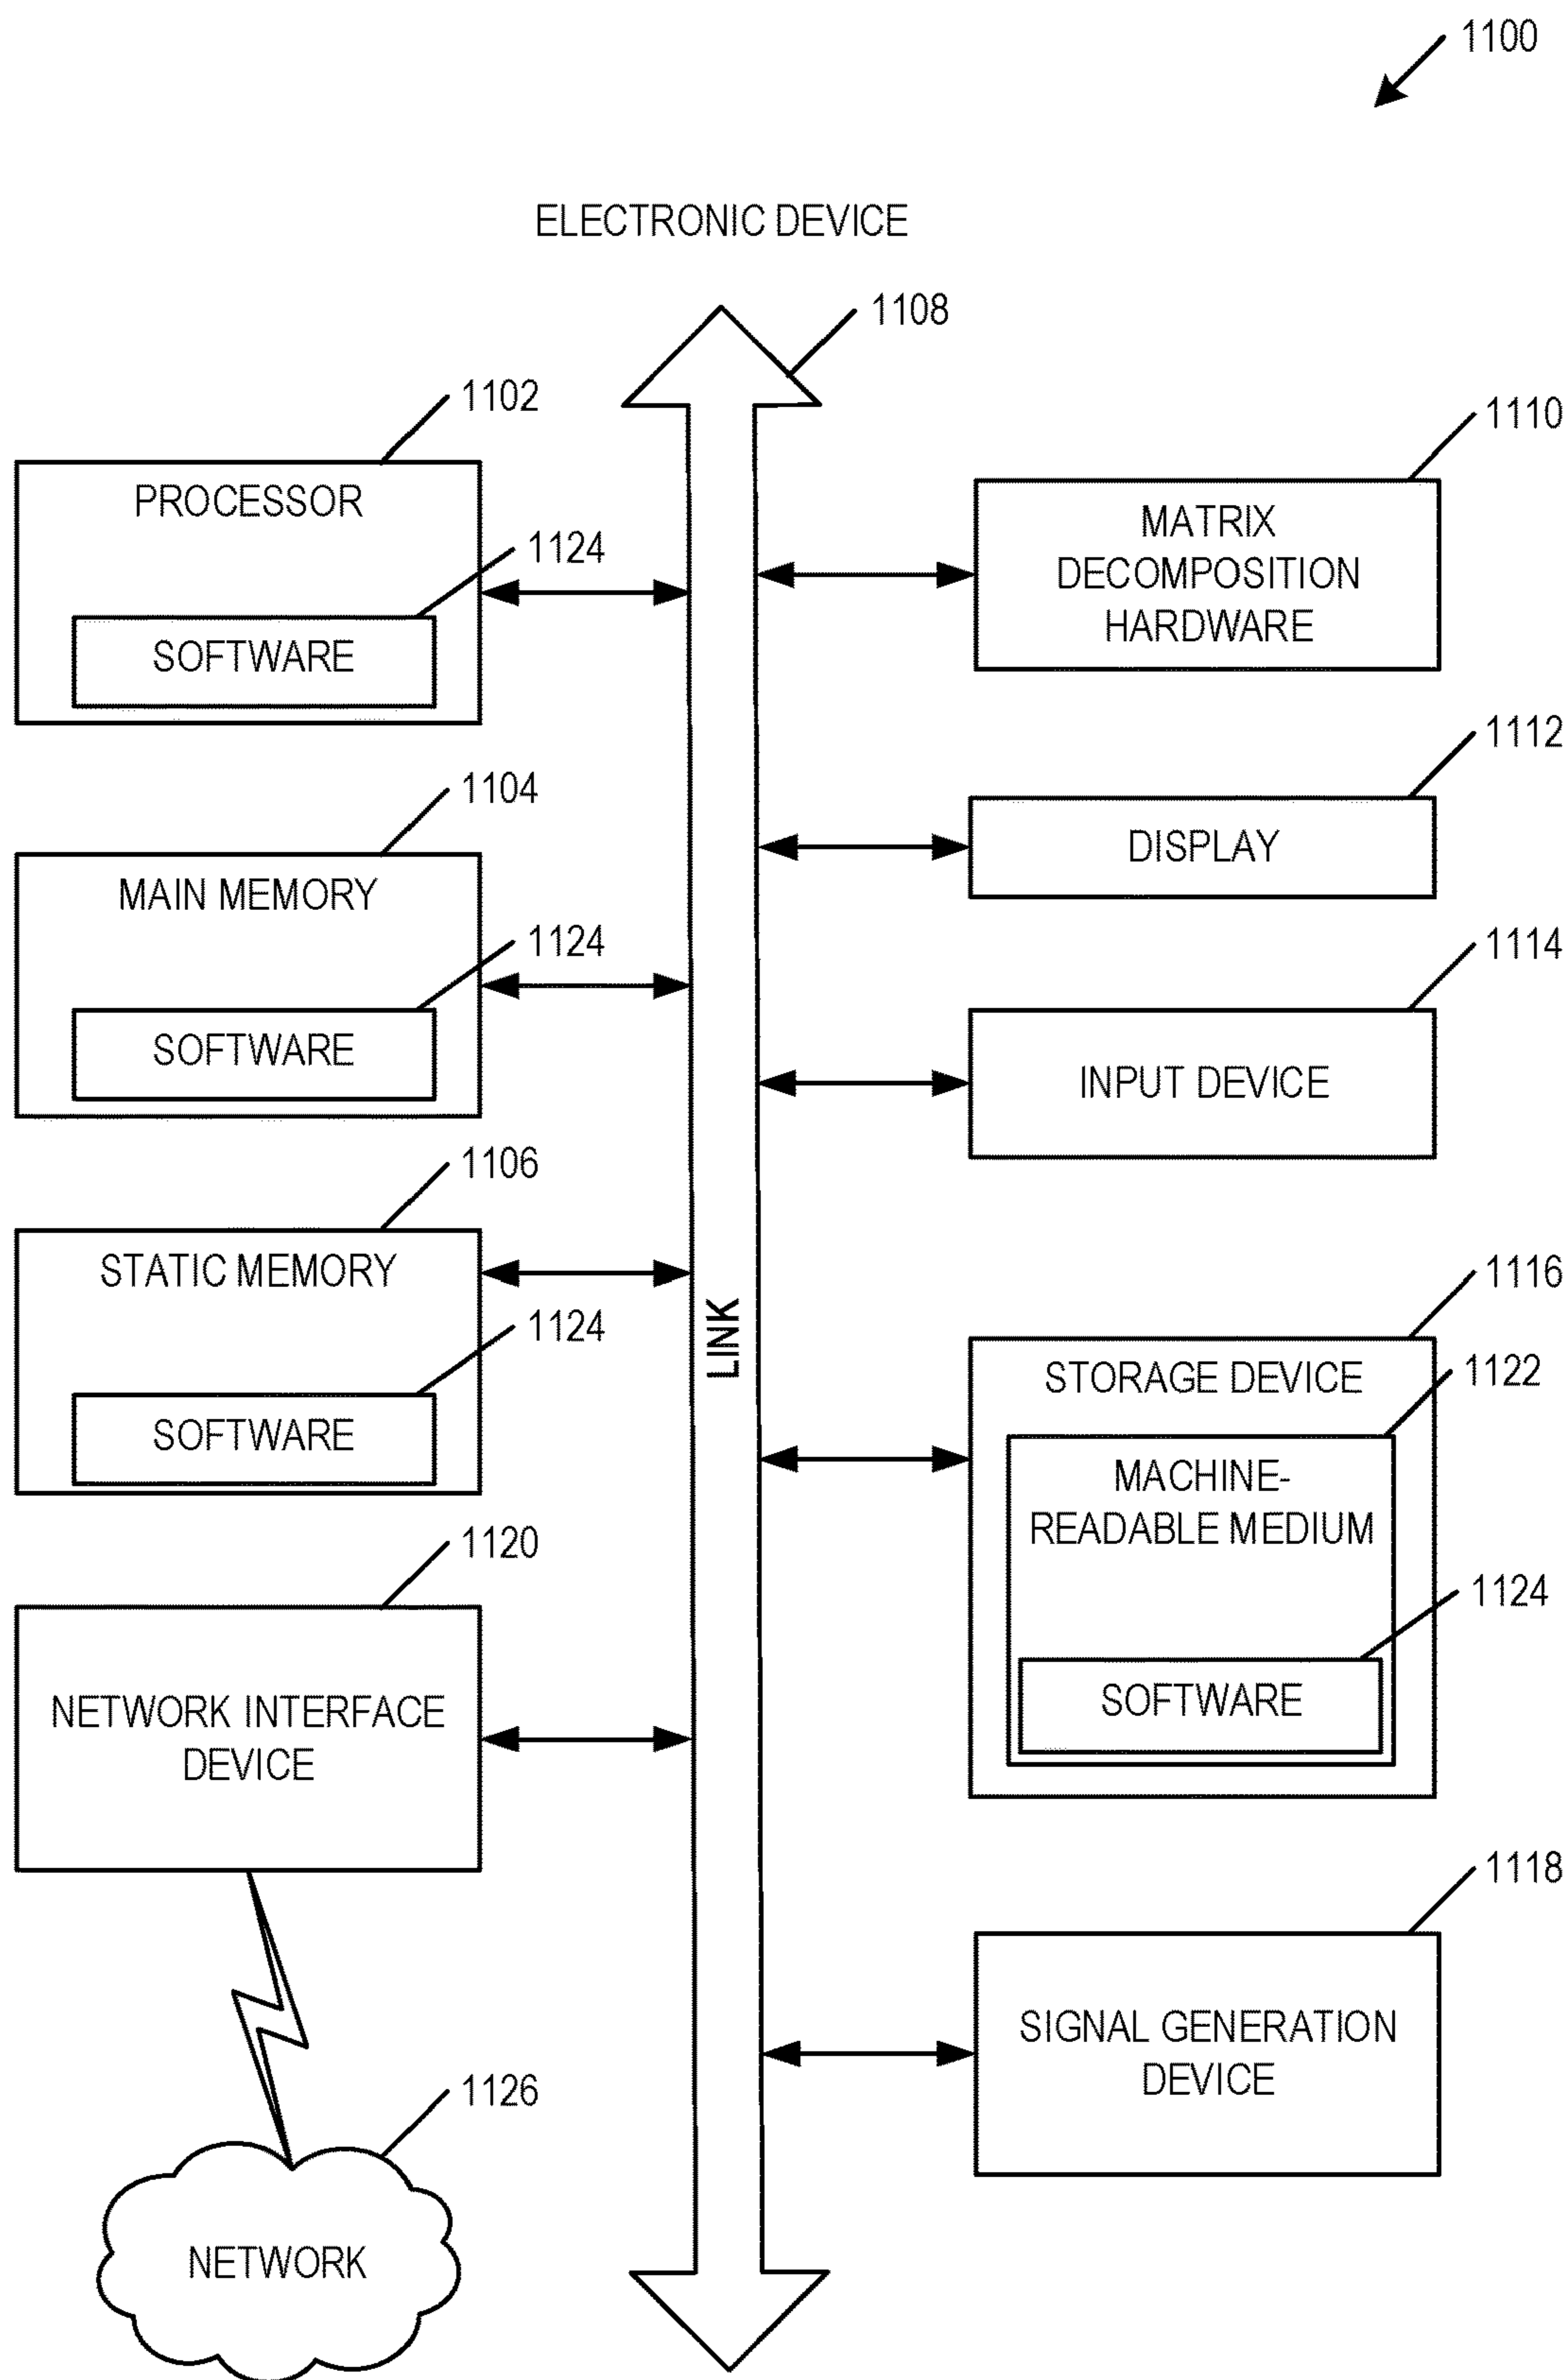 1100
ELECTRONIC DEVICE
1108
1102
PROCESSOR
1124
SOFTWARE
1104
MAIN MEMORY
1124
SOFTWARE
1106
STATIC MEMORY
1124
SOFTWARE
1120
NETWORK INTERFACE
DEVICE
1126
NETWORK
LINK
1110
MATRIX
DECOMPOSITION
HARDWARE
1112
DISPLAY
1114
INPUT DEVICE
1116
STORAGE DEVICE
1122
MACHINE-
READABLE MEDIUM
1124
SOFTWARE
1118
SIGNAL GENERATION
DEVICE